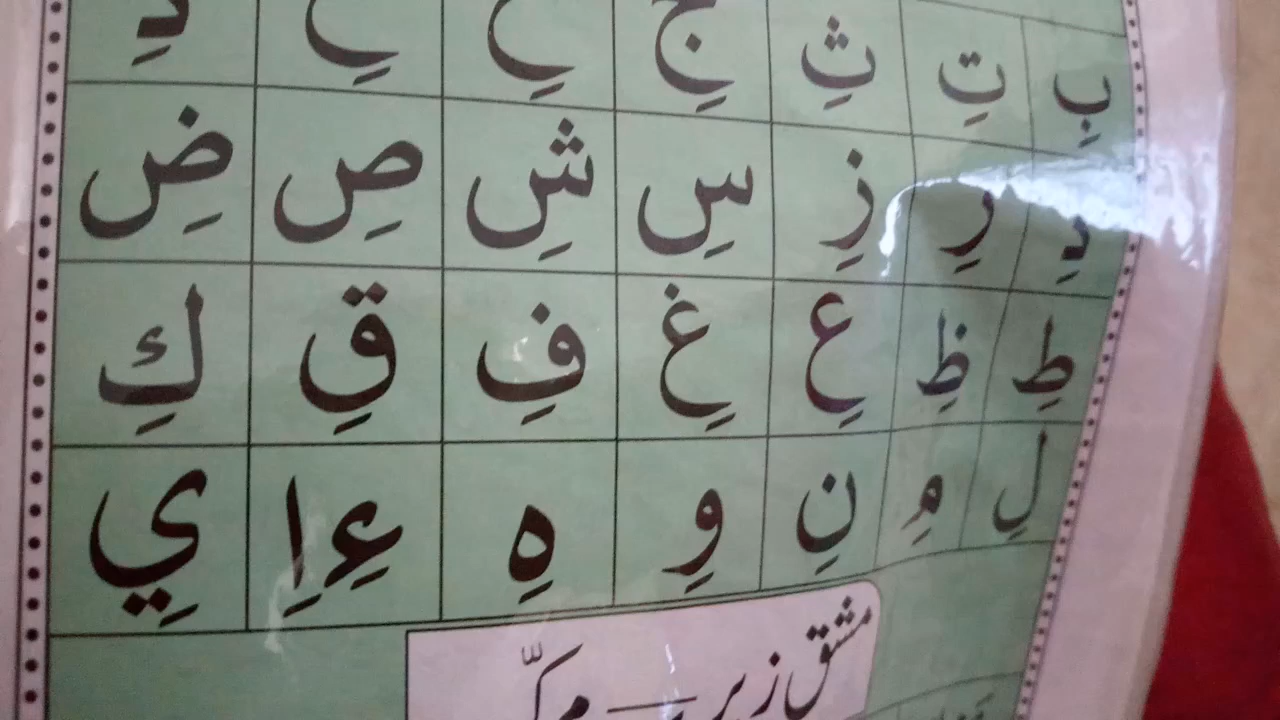 بِ تِ ثِ جِ حِ خِ دِ
ذِ رِ زِ سِ شِ صِ ضِ
طِ ظِ عِ غِ فِ قِ كِ
لِ مِ نِ وِ هِ ءِاِ يِ
مشق زیر